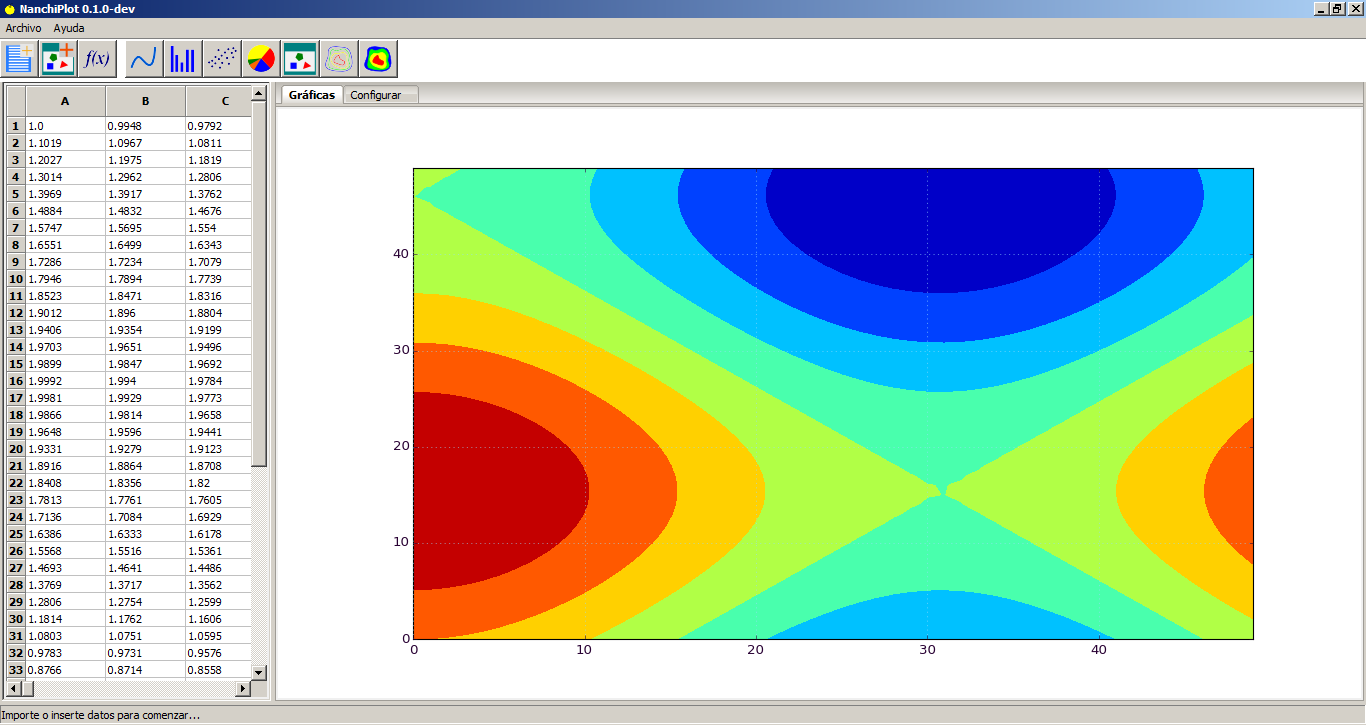 NanchiPlot 0.1.0-dev
Archivo Ayuda
f(x)
Gráficas Configurar
A B C
1 1.0 0.9948 0.9792
2 1.1019 1.0967 1.0811
3 1.2027 1.1975 1.1819
4 1.3014 1.2962 1.2806
5 1.3969 1.3917 1.3762
6 1.4884 1.4832 1.4676
7 1.5747 1.5695 1.554
8 1.6551 1.6499 1.6343
9 1.7286 1.7234 1.7079
10 1.7946 1.7894 1.7739
11 1.8523 1.8471 1.8316
12 1.9012 1.896 1.8804
13 1.9406 1.9354 1.9199
14 1.9703 1.9651 1.9496
15 1.9899 1.9847 1.9692
16 1.9992 1.994 1.9784
17 1.9981 1.9929 1.9773
18 1.9866 1.9814 1.9658
19 1.9648 1.9596 1.9441
20 1.9331 1.9279 1.9123
21 1.8916 1.8864 1.8708
22 1.8408 1.8356 1.82
23 1.7813 1.7761 1.7605
24 1.7136 1.7084 1.6929
25 1.6386 1.6333 1.6178
26 1.5568 1.5516 1.5361
27 1.4693 1.4641 1.4486
28 1.3769 1.3717 1.3562
29 1.2806 1.2754 1.2599
30 1.1814 1.1762 1.1606
31 1.0803 1.0751 1.0595
32 0.9783 0.9731 0.9576
33 0.8766 0.8714 0.8558
40
30
20
10
0
0 10 20 30 40
Importe o inserte datos para comenzar...